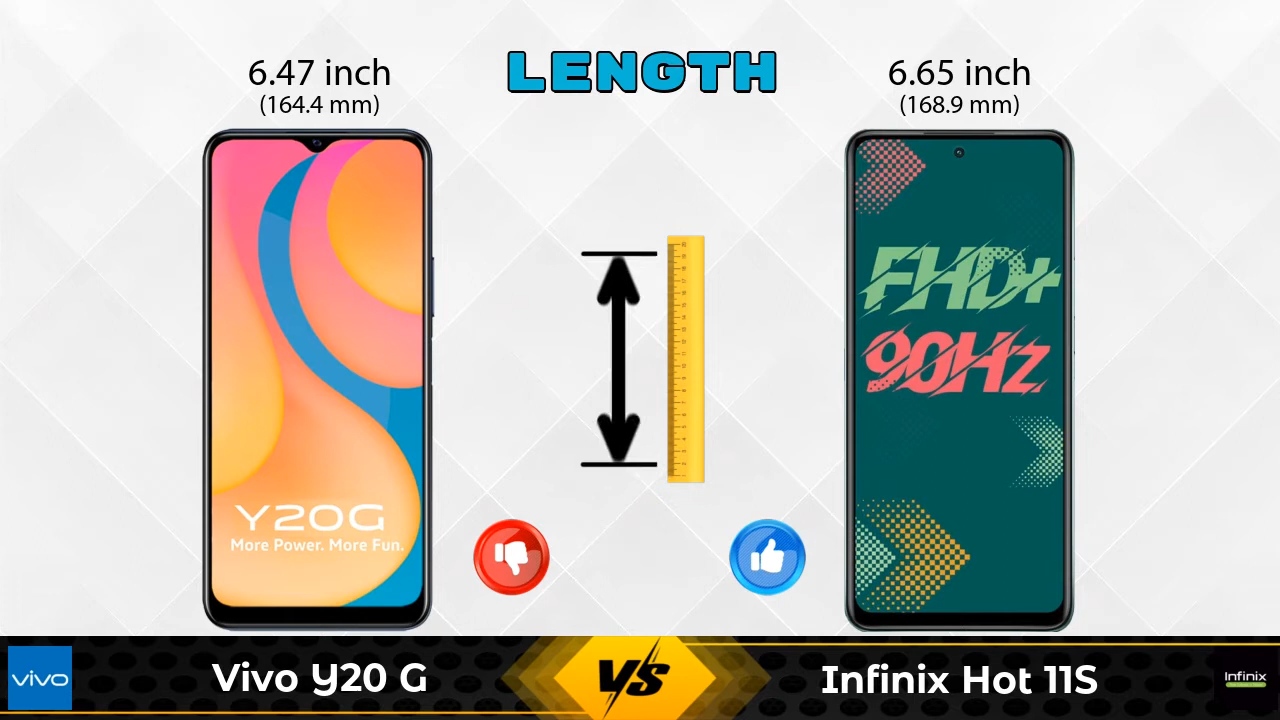 LENGTH
6.47 inch
(164.4 mm)
6.65 inch
(168.9 mm)
Y20G
More Power. More Fun.
FHD+
90Hz
vivo
Vivo Y20 G
VS
Infinix Hot 11S
Infinix